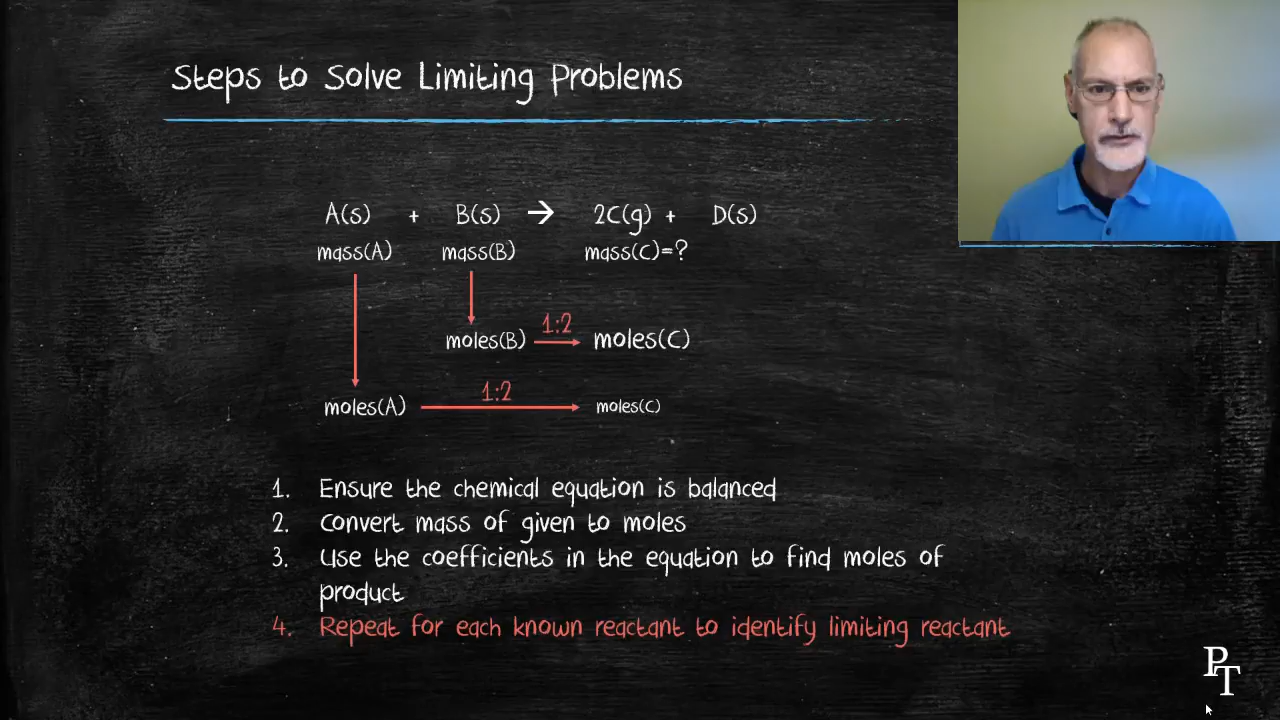 Steps to Solve Limiting Problems
A(s) + B(s) → 2C(g) + D(s)
mass(A) mass(B) mass(C)=?
moles(B) 1:2 moles(C)
moles(A) 1:2 moles(C)
1. Ensure the chemical equation is balanced
2. Convert mass of given to moles
3. Use the coefficients in the equation to find moles of
product
4. Repeat for each known reactant to identify limiting reactant
PT